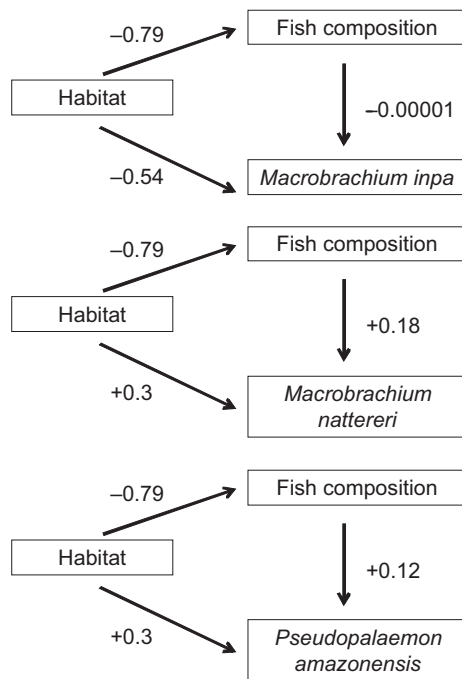 –0.79
Fish composition
Habitat
–0.00001
–0.54
Macrobrachium inpa
–0.79
Fish composition
Habitat
+0.18
+0.3
Macrobrachium
nattereri
–0.79
Fish composition
Habitat
+0.12
+0.3
Pseudopalaemon
amazonensis